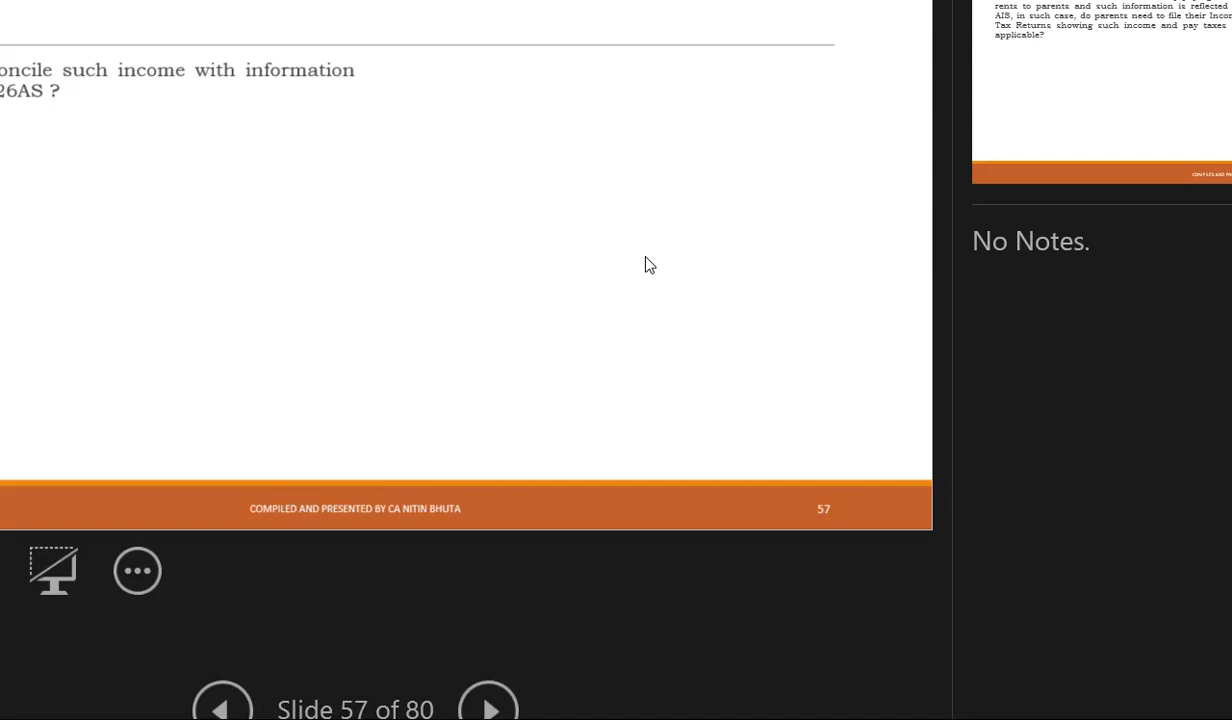 oncile such income with information
26AS ?
COMPILED AND PRESENTED BY CA NITIN BHUTA
57
Slide 57 of 80
rents to parents and such information is reflected
AIS, in such case, do parents need to file their Incom
Tax Returns showing such income and pay taxes
applicable?
No Notes.